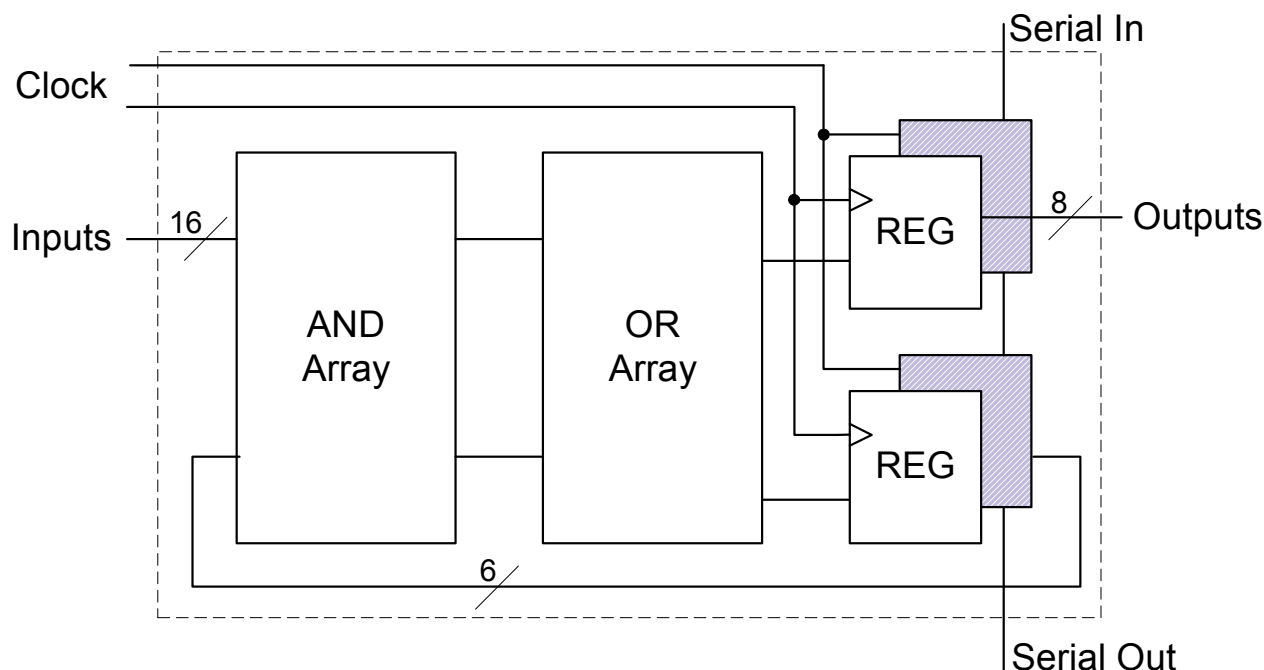 Serial In
Clock
16
Inputs
AND
Array
OR
Array
REG
8
Outputs
REG
6
Serial Out